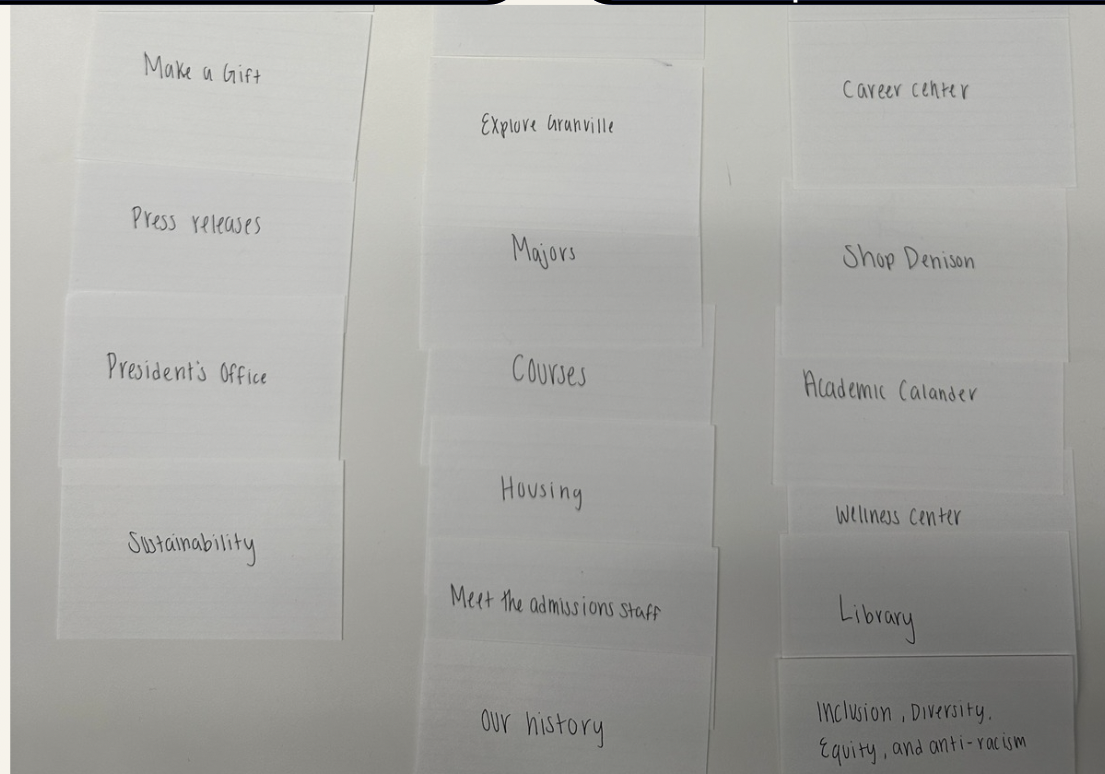 Make a Gift
Press releases
President's Office
Sustainability
Explore Granville
Majors
Courses
Housing
Meet the admissions staff
Our history
Career center
Shop Denison
Academic Calander
Wellness center
Library
Inclusion, Diversity,
Equity, and anti-racism